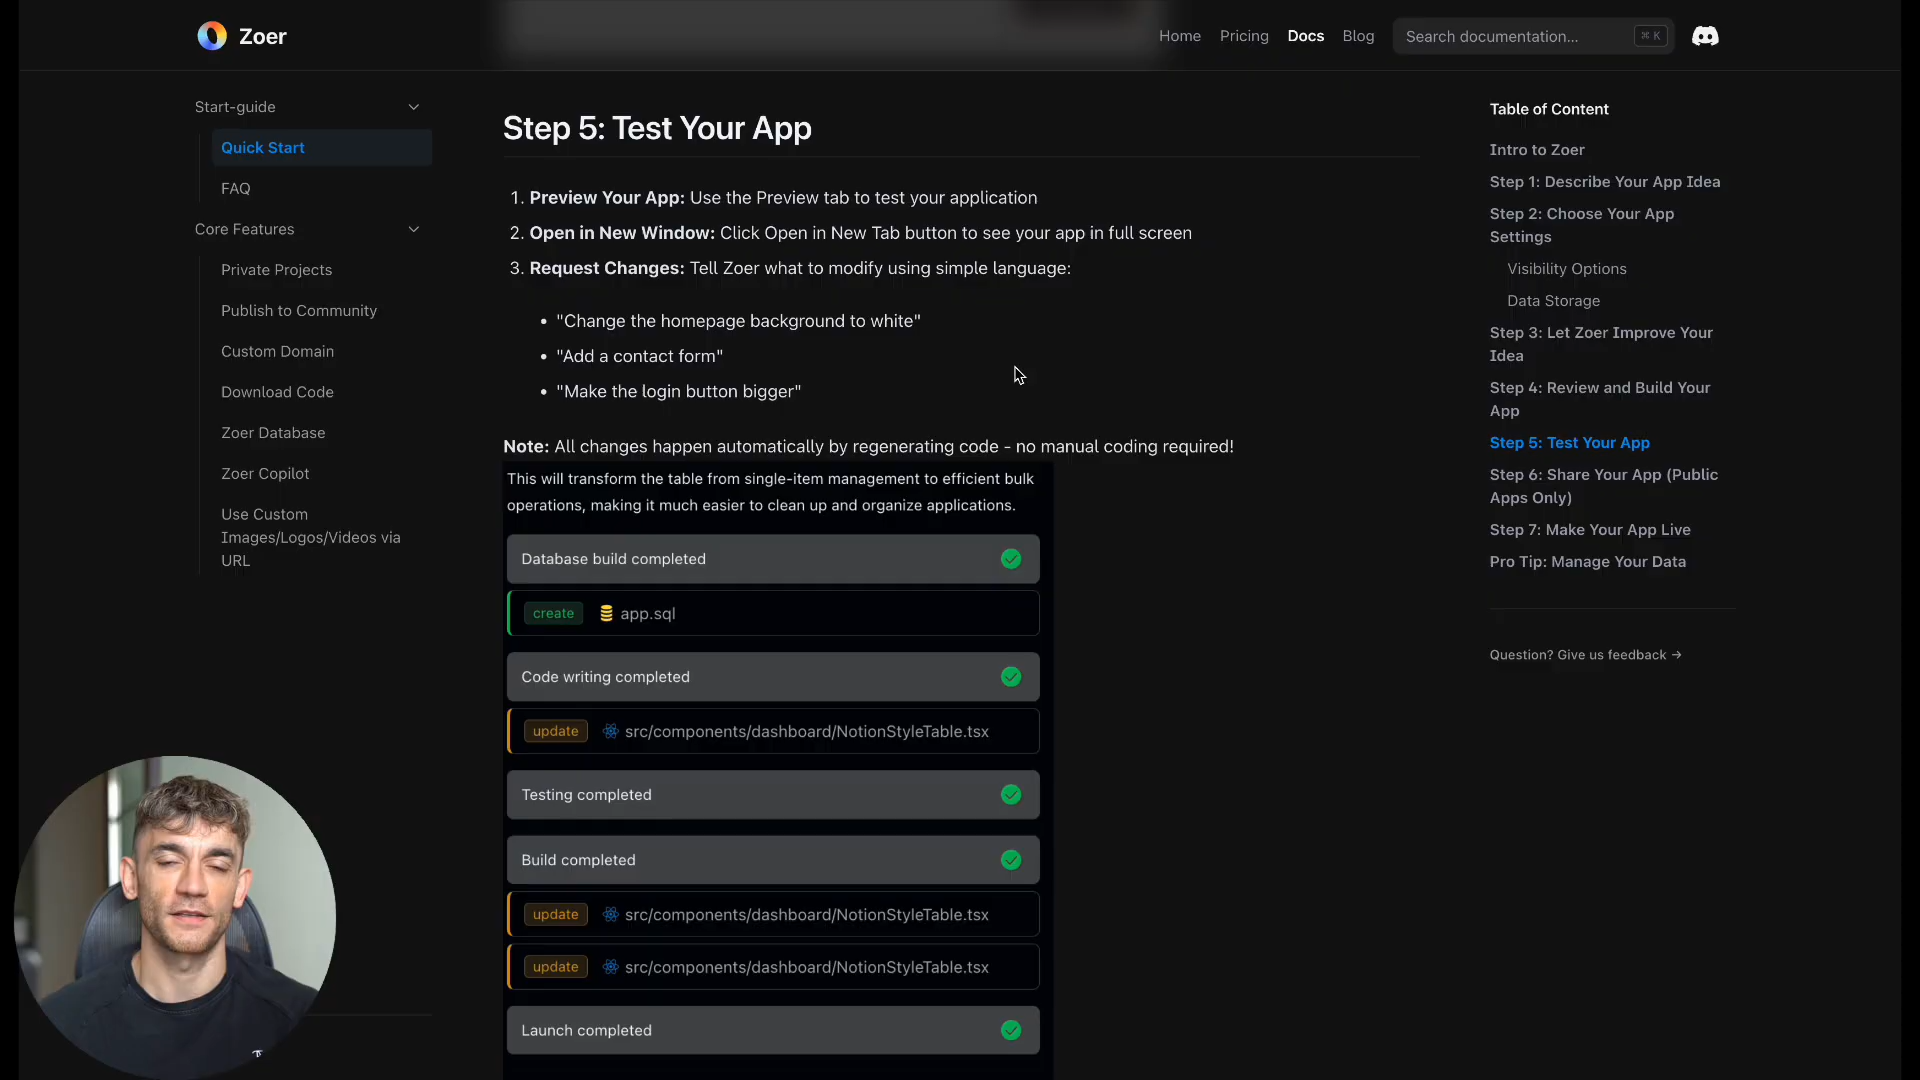 Zoer
Home
Pricing
Docs
Blog
Search documentation...
⌘ K
Start-guide
Quick Start
FAQ
Core Features
Private Projects
Publish to Community
Custom Domain
Download Code
Zoer Database
Zoer Copilot
Use Custom
Images/Logos/Videos via
URL
Step 5: Test Your App
1. Preview Your App: Use the Preview tab to test your application
2. Open in New Window: Click Open in New Tab button to see your app in full screen
3. Request Changes: Tell Zoer what to modify using simple language:
• "Change the homepage background to white"
• "Add a contact form"
• "Make the login button bigger"
Note: All changes happen automatically by regenerating code - no manual coding required!
This will transform the table from single-item management to efficient bulk
operations, making it much easier to clean up and organize applications.
Database build completed
create app.sql
Code writing completed
update src/components/dashboard/NotionStyleTable.tsx
Testing completed
Build completed
update src/components/dashboard/NotionStyleTable.tsx
update src/components/dashboard/NotionStyleTable.tsx
Launch completed
Table of Content
Intro to Zoer
Step 1: Describe Your App Idea
Step 2: Choose Your App
Settings
Visibility Options
Data Storage
Step 3: Let Zoer Improve Your
Idea
Step 4: Review and Build Your
App
Step 5: Test Your App
Step 6: Share Your App (Public
Apps Only)
Step 7: Make Your App Live
Pro Tip: Manage Your Data
Question? Give us feedback →